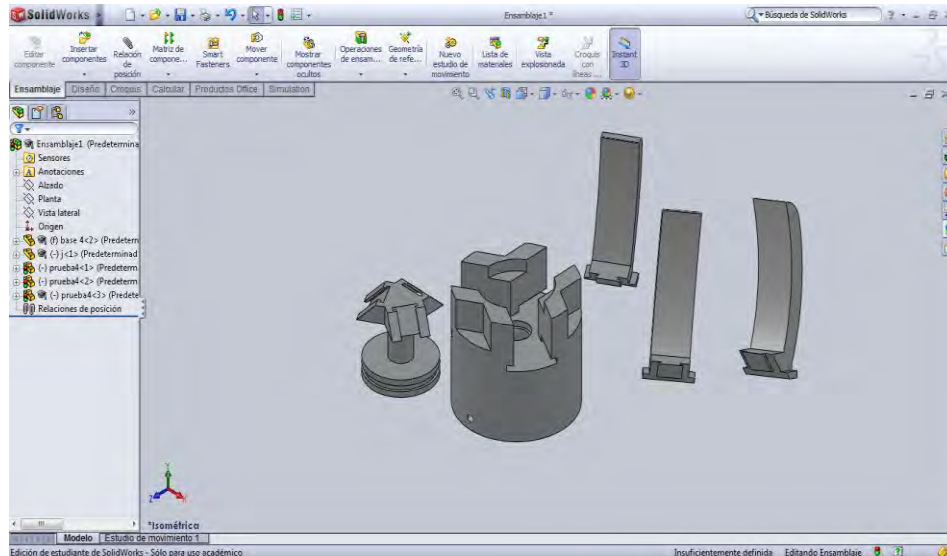 SolidWorks
Ensamblaje1 *
Búsqueda de SolidWorks
Editar componente
Insertar componentes
Relación de posición
Matriz de compone...
Smart Fasteners
Mover componente
Mostrar componentes ocultos
Operaciones de ensam...
Geometría de refe...
Nuevo estudio de movimiento
Lista de materiales
Vista explosionada
Croquis con líneas ...
Instant 3D
Ensamblaje Diseño Croquis Calcular Productos Office Simulation
Ensamblaje1 (Predetermina
Sensores
Anotaciones
Alzado
Planta
Vista lateral
Origen
(f) base 4<2> (Predetern
(-) j<1> (Predeterminad
(-) prueba4<1> (Predeterm
(-) prueba4<2> (Predeterm
(-) prueba4<3> (Predete
Relaciones de posición
Y
Z X
*Isométrica
Modelo Estudio de movimiento 1
Edición de estudiante de SolidWorks - Sólo para uso académico
Insuficientemente definida Editando Ensamblaje